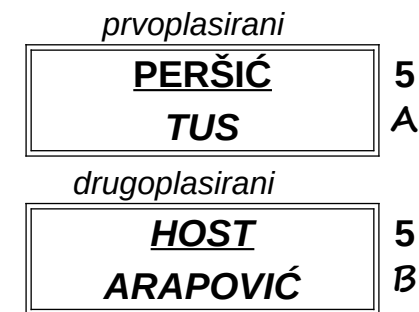 prvoplasirani
PERŠIĆ 5
TUS A
drugoplasirani
HOST 5
ARAPOVIĆ B